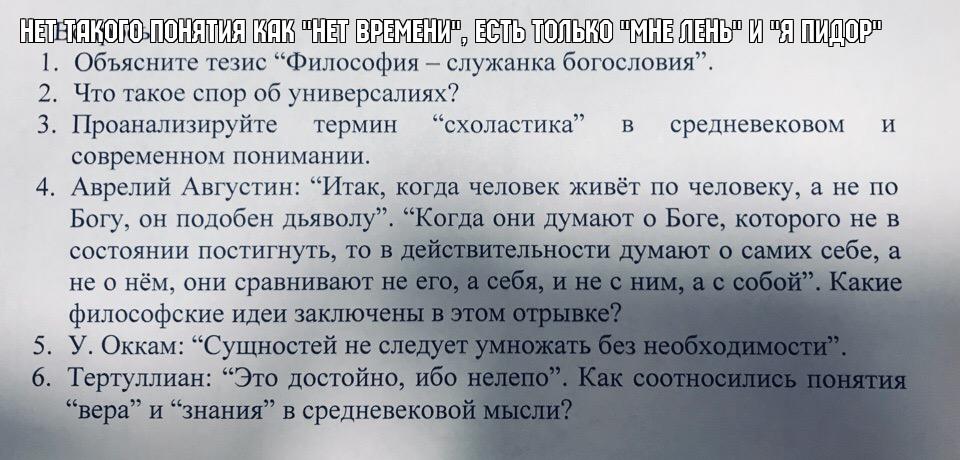 НЕТ ТАКОГО ПОНЯТИЯ КАК "НЕТ ВРЕМЕНИ", ЕСТЬ ТОЛЬКО "МНЕ ЛЕНЬ" И "Я ПИДОР"
1. Объясните тезис “Философия – служанка богословия”.
2. Что такое спор об универсалиях?
3. Проанализируйте термин “схоластика” в средневековом и
современном понимании.
4. Аврелий Августин: “Итак, когда человек живёт по человеку, а не по
Богу, он подобен дьяволу”. “Когда они думают о Боге, которого не в
состоянии постигнуть, то в действительности думают о самих себе, а
не о нём, они сравнивают не его, а себя, и не с ним, а с собой”. Какие
философские идеи заключены в этом отрывке?
5. У. Оккам: “Сущностей не следует умножать без необходимости”.
6. Тертуллиан: “Это достойно, ибо нелепо”. Как соотносились понятия
“вера” и “знания” в средневековой мысли?